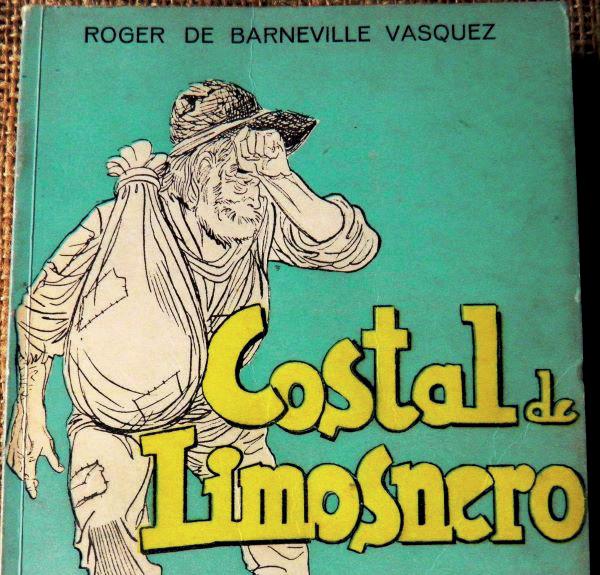 ROGER DE BARNEVILLE VASQUEZ
Costal de
Limosnero